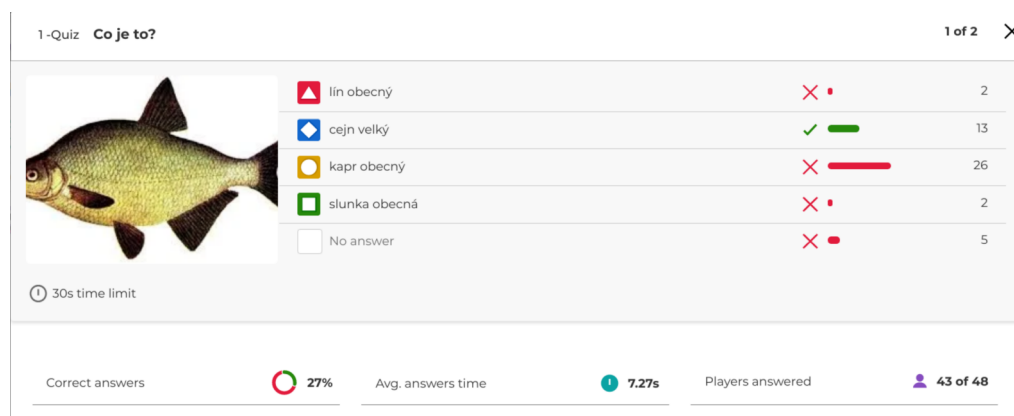 1 -Quiz Co je to? 1 of 2
lín obecný 2
cejn velký 13
kapr obecný 26
slunka obecná 2
No answer 5
30s time limit
Correct answers 27% Avg. answers time 7.27s Players answered 43 of 48